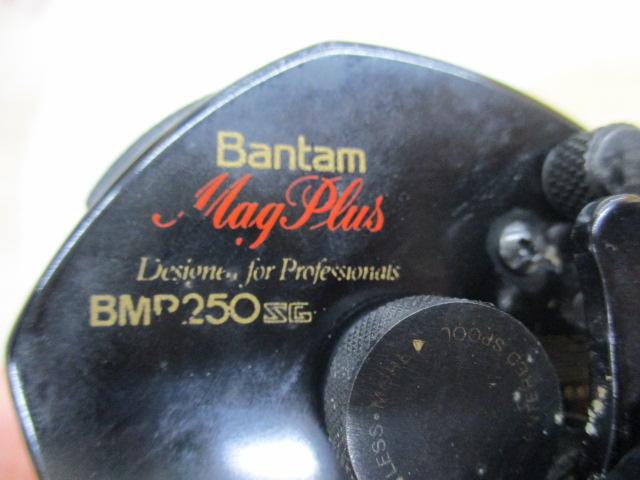 Bantam
MagPlus
Designed for Professionals
BMP250SG
SPOOL